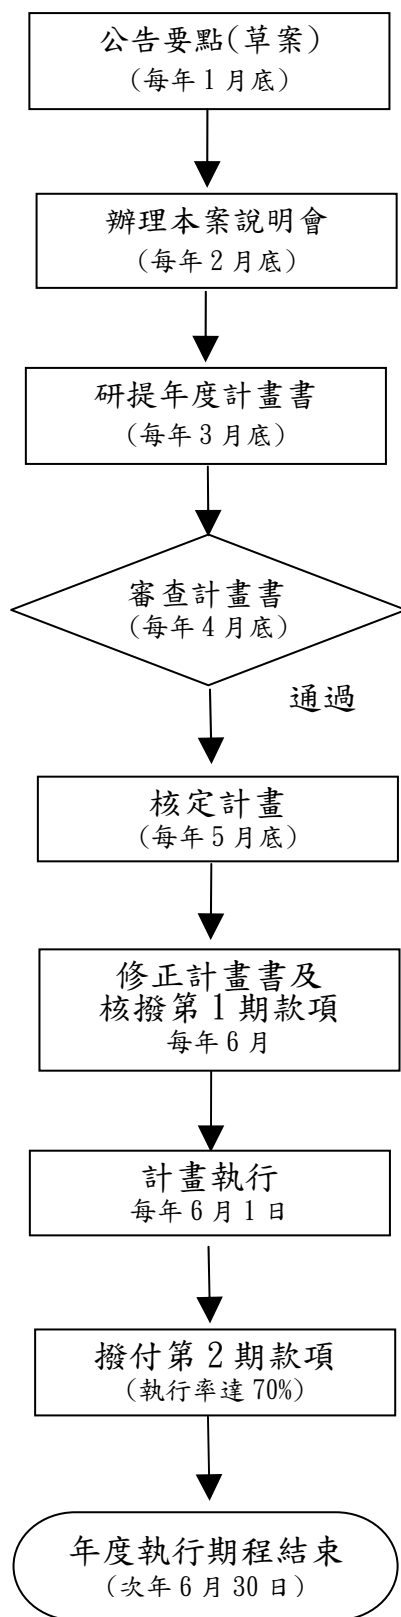 公告要點(草案)
(每年1月底)
辦理本案說明會
(每年2月底)
研提年度計畫書
(每年3月底)
審查計畫書
(每年4月底)
通過
核定計畫
(每年5月底)
修正計畫書及
核撥第1期款項
每年6月
計畫執行
每年6月1日
撥付第2期款項
(執行率達70%)
年度執行期程結束
(次年6月30日)